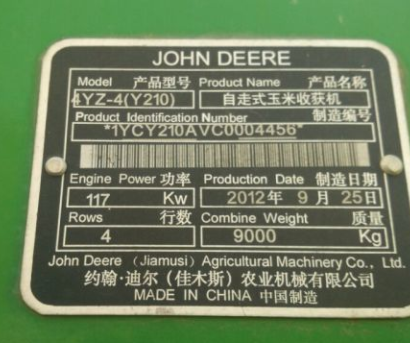 JOHN DEERE
Model 产品型号 Product Name 产品名称
4YZ-4(Y210) 自走式玉米收获机
Product Identification Number 制造编号
*1YCY210AVC0004456*
Engine Power 功率 Production Date 制造日期
117 Kw 2012年 9 月 25日
Rows 行数 Combine Weight 质量
4 9000 Kg
John Deere (Jiamusi) Agricultural Machinery Co., Ltd.
约翰·迪尔（佳木斯）农业机械有限公司
MADE IN CHINA 中国制造